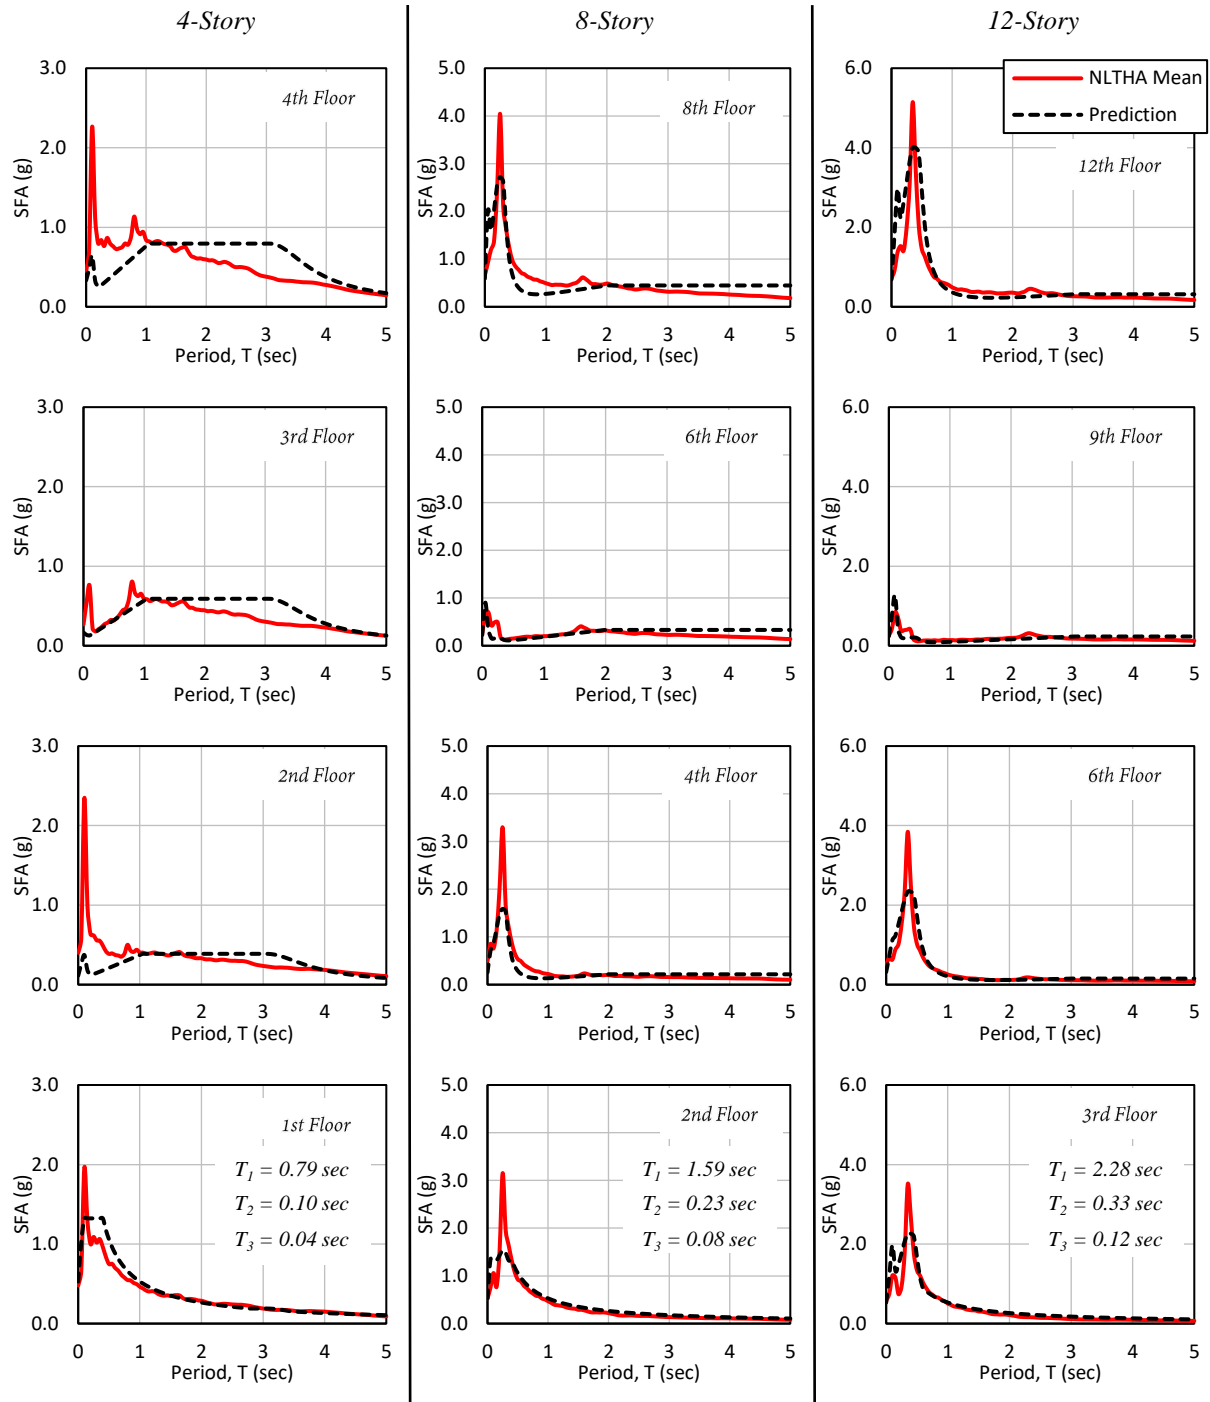 4-Story
8-Story
12-Story
3.0
2.0
1.0
0.0
SFA (g)
4th Floor
0 1 2 3 4 5
Period, T (sec)
5.0
4.0
3.0
2.0
1.0
0.0
SFA (g)
8th Floor
0 1 2 3 4 5
Period, T (sec)
6.0
4.0
2.0
0.0
SFA (g)
NLTHA Mean
Prediction
12th Floor
0 1 2 3 4 5
Period, T (sec)
3.0
2.0
1.0
0.0
SFA (g)
3rd Floor
0 1 2 3 4 5
Period, T (sec)
5.0
4.0
3.0
2.0
1.0
0.0
SFA (g)
6th Floor
0 1 2 3 4 5
Period, T (sec)
6.0
4.0
2.0
0.0
SFA (g)
9th Floor
0 1 2 3 4 5
Period, T (sec)
3.0
2.0
1.0
0.0
SFA (g)
2nd Floor
0 1 2 3 4 5
Period, T (sec)
5.0
4.0
3.0
2.0
1.0
0.0
SFA (g)
4th Floor
0 1 2 3 4 5
Period, T (sec)
6.0
4.0
2.0
0.0
SFA (g)
6th Floor
0 1 2 3 4 5
Period, T (sec)
3.0
2.0
1.0
0.0
SFA (g)
1st Floor
T1 = 0.79 sec
T2 = 0.10 sec
T3 = 0.04 sec
0 1 2 3 4 5
Period, T (sec)
5.0
4.0
3.0
2.0
1.0
0.0
SFA (g)
2nd Floor
T1 = 1.59 sec
T2 = 0.23 sec
T3 = 0.08 sec
0 1 2 3 4 5
Period, T (sec)
6.0
4.0
2.0
0.0
SFA (g)
3rd Floor
T1 = 2.28 sec
T2 = 0.33 sec
T3 = 0.12 sec
0 1 2 3 4 5
Period, T (sec)